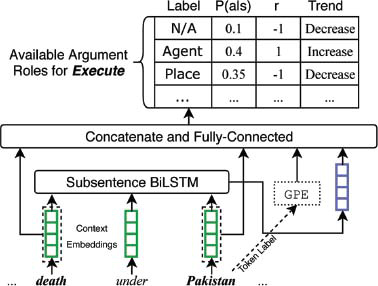 Label P(a|s) r Trend
Available Argument Roles for Execute
N/A 0.1 -1 Decrease
Agent 0.4 1 Increase
Place 0.35 -1 Decrease
... ... ... ...
Concatenate and Fully-Connected
Subsentence BiLSTM
GPE
Context
Embeddings
Token Label
... death under Pakistan ...